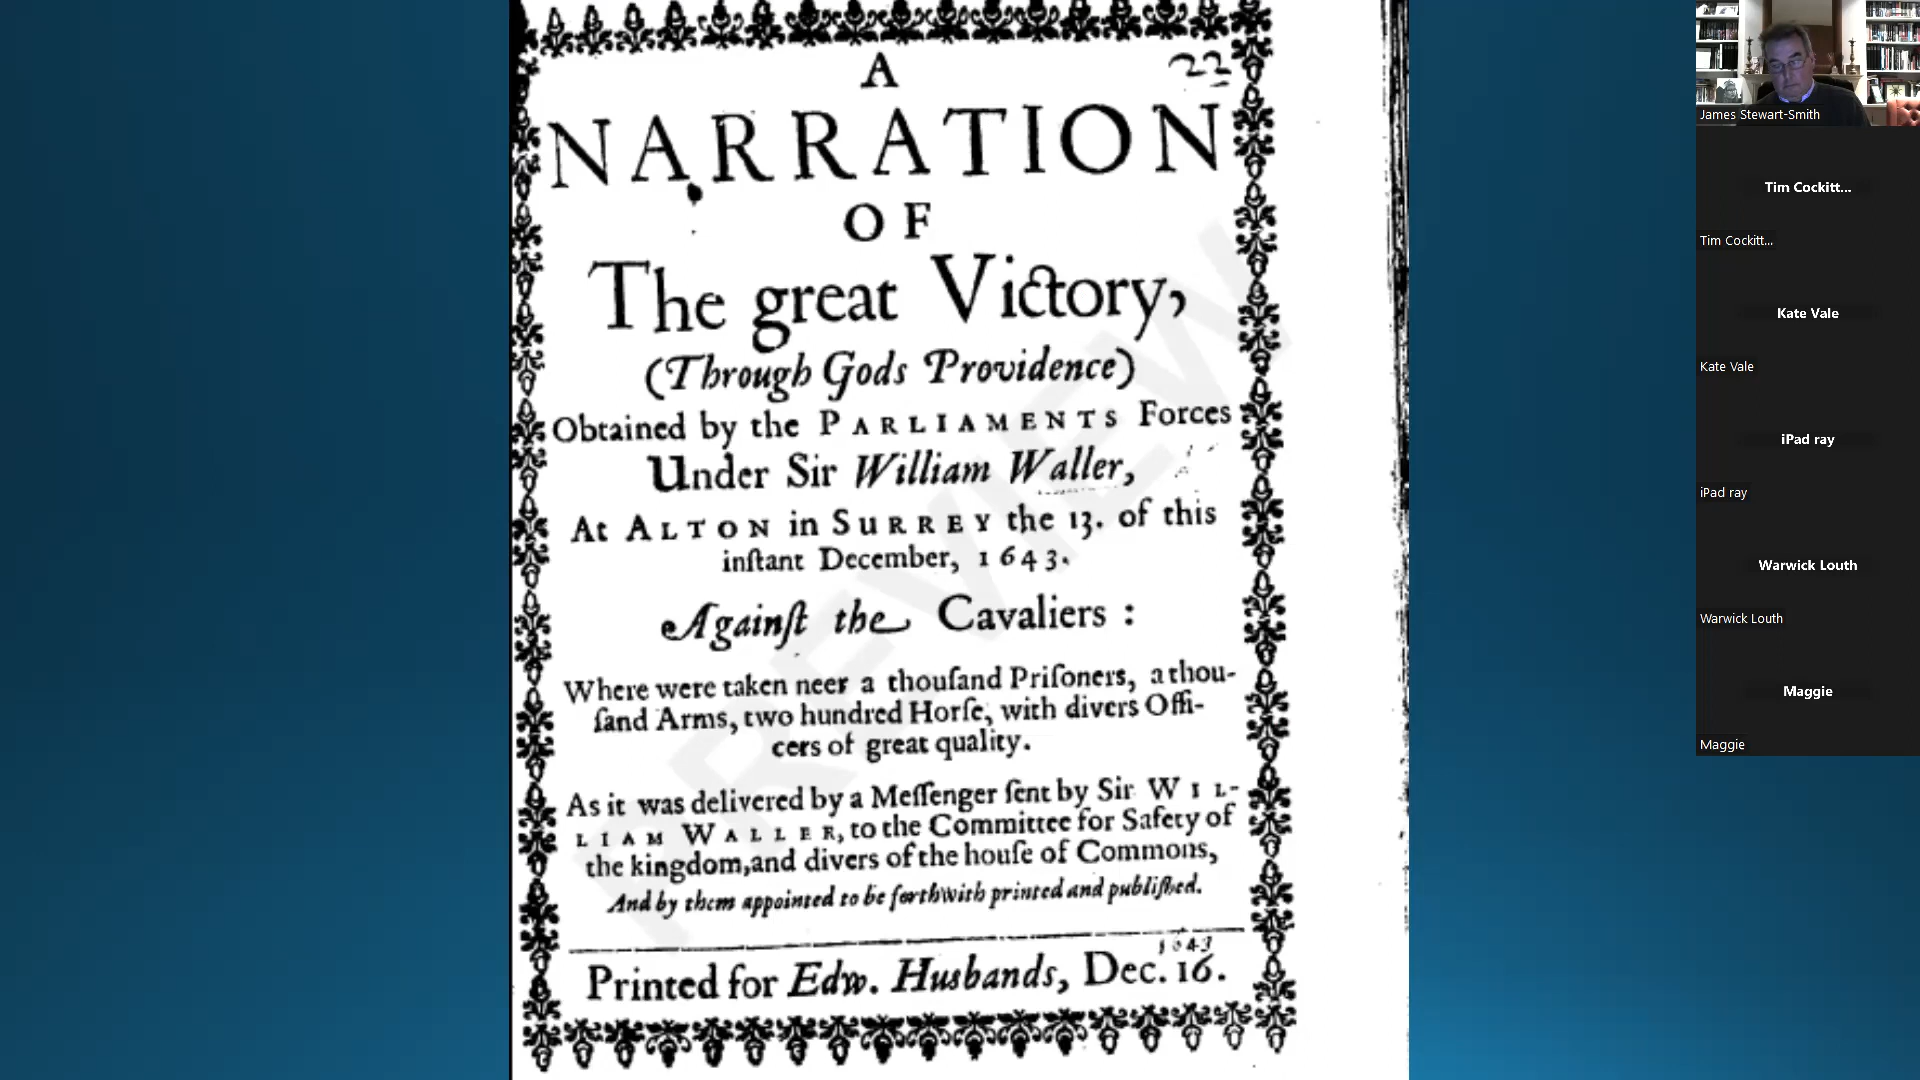 A
22
NARRATION
OF
The great Victory,
(Through Gods Providence)
Obtained by the PARLIAMENTS Forces
Under Sir William Waller,
At ALTON in SURREY the 13. of this
inſtant December, 1643.
Againſt the Cavaliers:
Where were taken neer a thouſand Priſoners, a thou-
ſand Arms, two hundred Horſe, with divers Offi-
cers of great quality.
As it was delivered by a Meſſenger ſent by Sir WIL-
LIAM WALLER, to the Committee for Safety of
the kingdom, and divers of the houſe of Commons,
And by them appointed to be forthwith printed and publiſhed.
1643
Printed for Edw. Husbands, Dec. 16.
PREVIEW
James Stewart-Smith
Tim Cockitt...
Tim Cockitt...
Kate Vale
Kate Vale
iPad ray
iPad ray
Warwick Louth
Warwick Louth
Maggie
Maggie